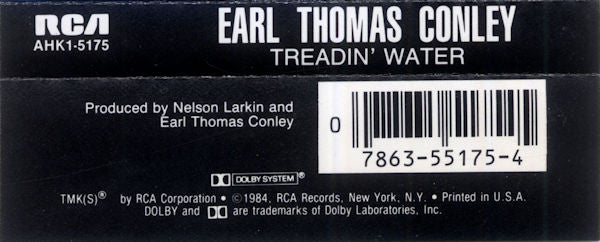 RCA
AHK1-5175
EARL THOMAS CONLEY
TREADIN' WATER
Produced by Nelson Larkin and
Earl Thomas Conley
0
7863-55175-4
DOLBY SYSTEM®
TMK(S)® by RCA Corporation • ©1984, RCA Records, New York, N.Y. • Printed in U.S.A.
DOLBY and are trademarks of Dolby Laboratories, Inc.